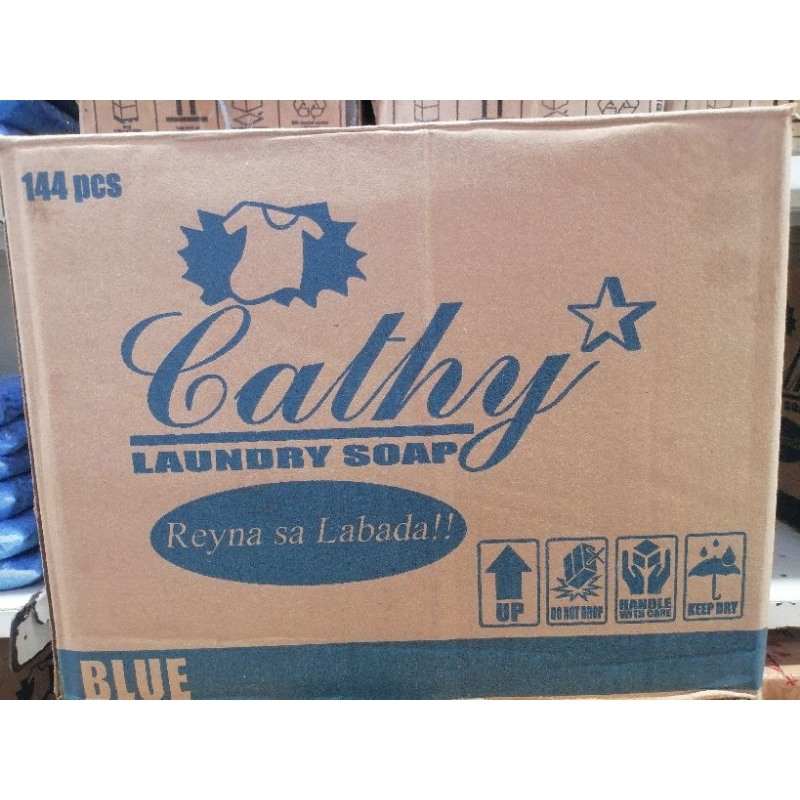 144 pcs
Cathy
LAUNDRY SOAP
Reyna sa Labada!!
UP
DO NOT DROP
HANDLE
WITH CARE
KEEP DRY
BLUE